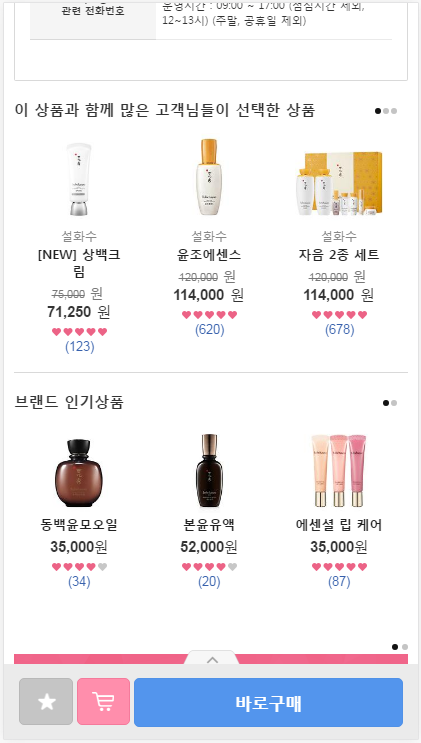 관련 전화번호
운영시간 : 09:00 ~ 17:00 (점심시간 제외,
12~13시) (주말, 공휴일 제외)
이 상품과 함께 많은 고객님들이 선택한 상품
설화수
[NEW] 상백크
림
75,000 원
71,250 원
(123)
설화수
윤조에센스
120,000 원
114,000 원
(620)
설화수
자음 2종 세트
120,000 원
114,000 원
(678)
브랜드 인기상품
동백윤모오일
35,000원
(34)
본윤유액
52,000원
(20)
에센셜 립 케어
35,000원
(87)
바로구매